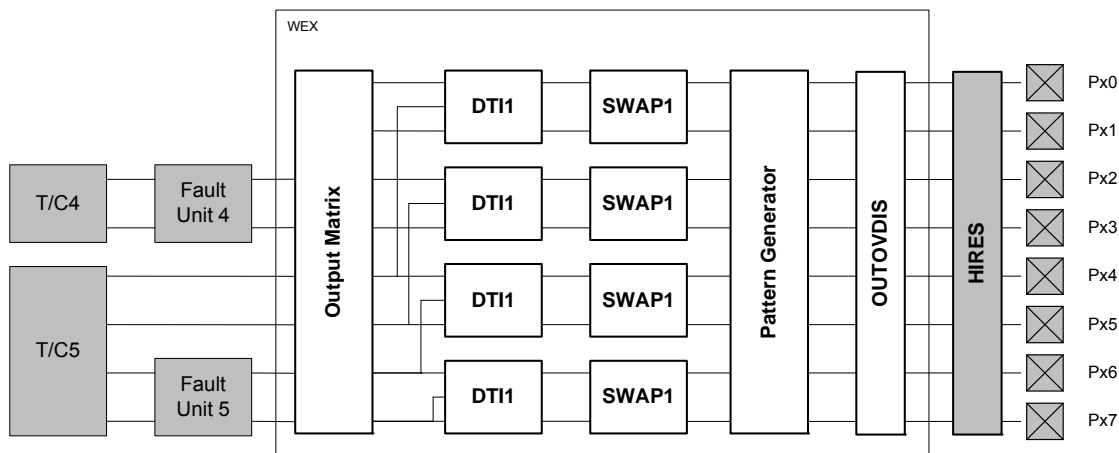 WEX
T/C4
Fault
Unit 4
T/C5
Fault
Unit 5
Output Matrix
DTI1
SWAP1
DTI1
SWAP1
DTI1
SWAP1
DTI1
SWAP1
Pattern Generator
OUTOVDIS
HIRES
Px0
Px1
Px2
Px3
Px4
Px5
Px6
Px7